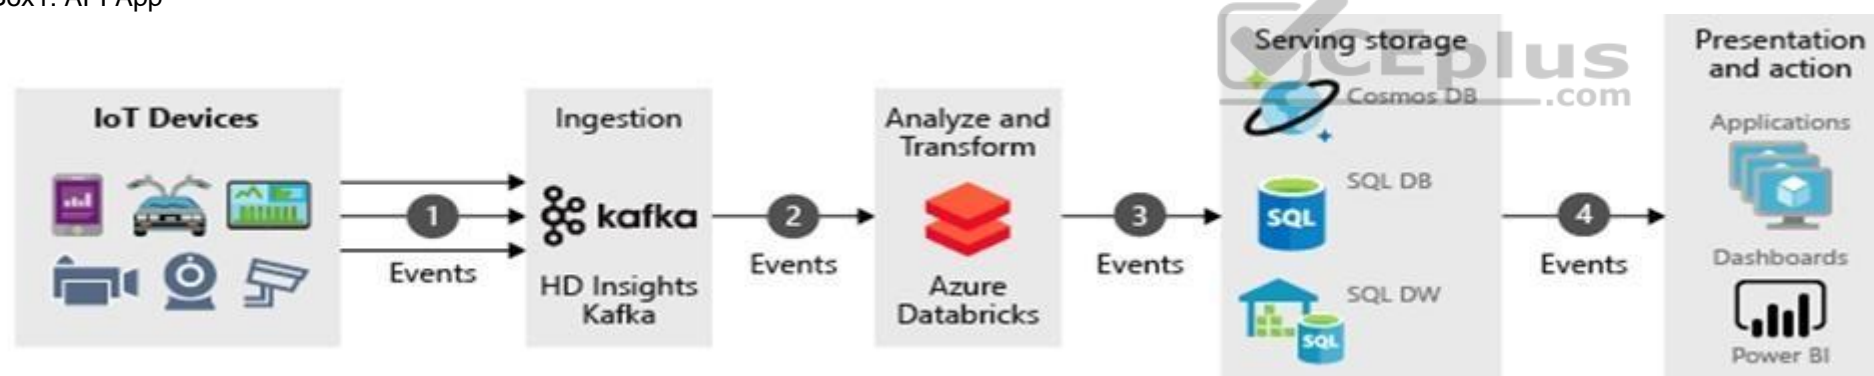 Box1: API App
IoT Devices
1
Events
Ingestion
kafka
HD Insights
Kafka
2
Events
Analyze and
Transform
Azure
Databricks
3
Events
Serving storage
CEplus
.com
Cosmos DB
SQL DB
SQL
SQL DW
SQL
4
Events
Presentation
and action
Applications
Dashboards
Power BI